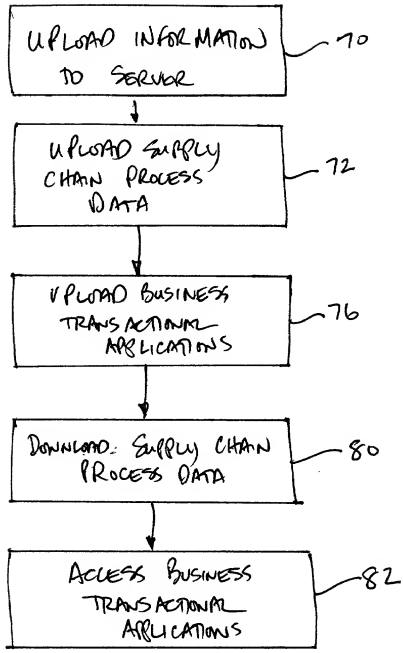 UPLOAD INFORMATION
TO SERVER
70
UPLOAD SUPPLY
CHAIN PROCESS
DATA
72
UPLOAD BUSINESS
TRANSACTIONAL
APPLICATIONS
76
DOWNLOAD: SUPPLY CHAIN
PROCESS DATA
80
ACCESS BUSINESS
TRANSACTIONAL
APPLICATIONS
82